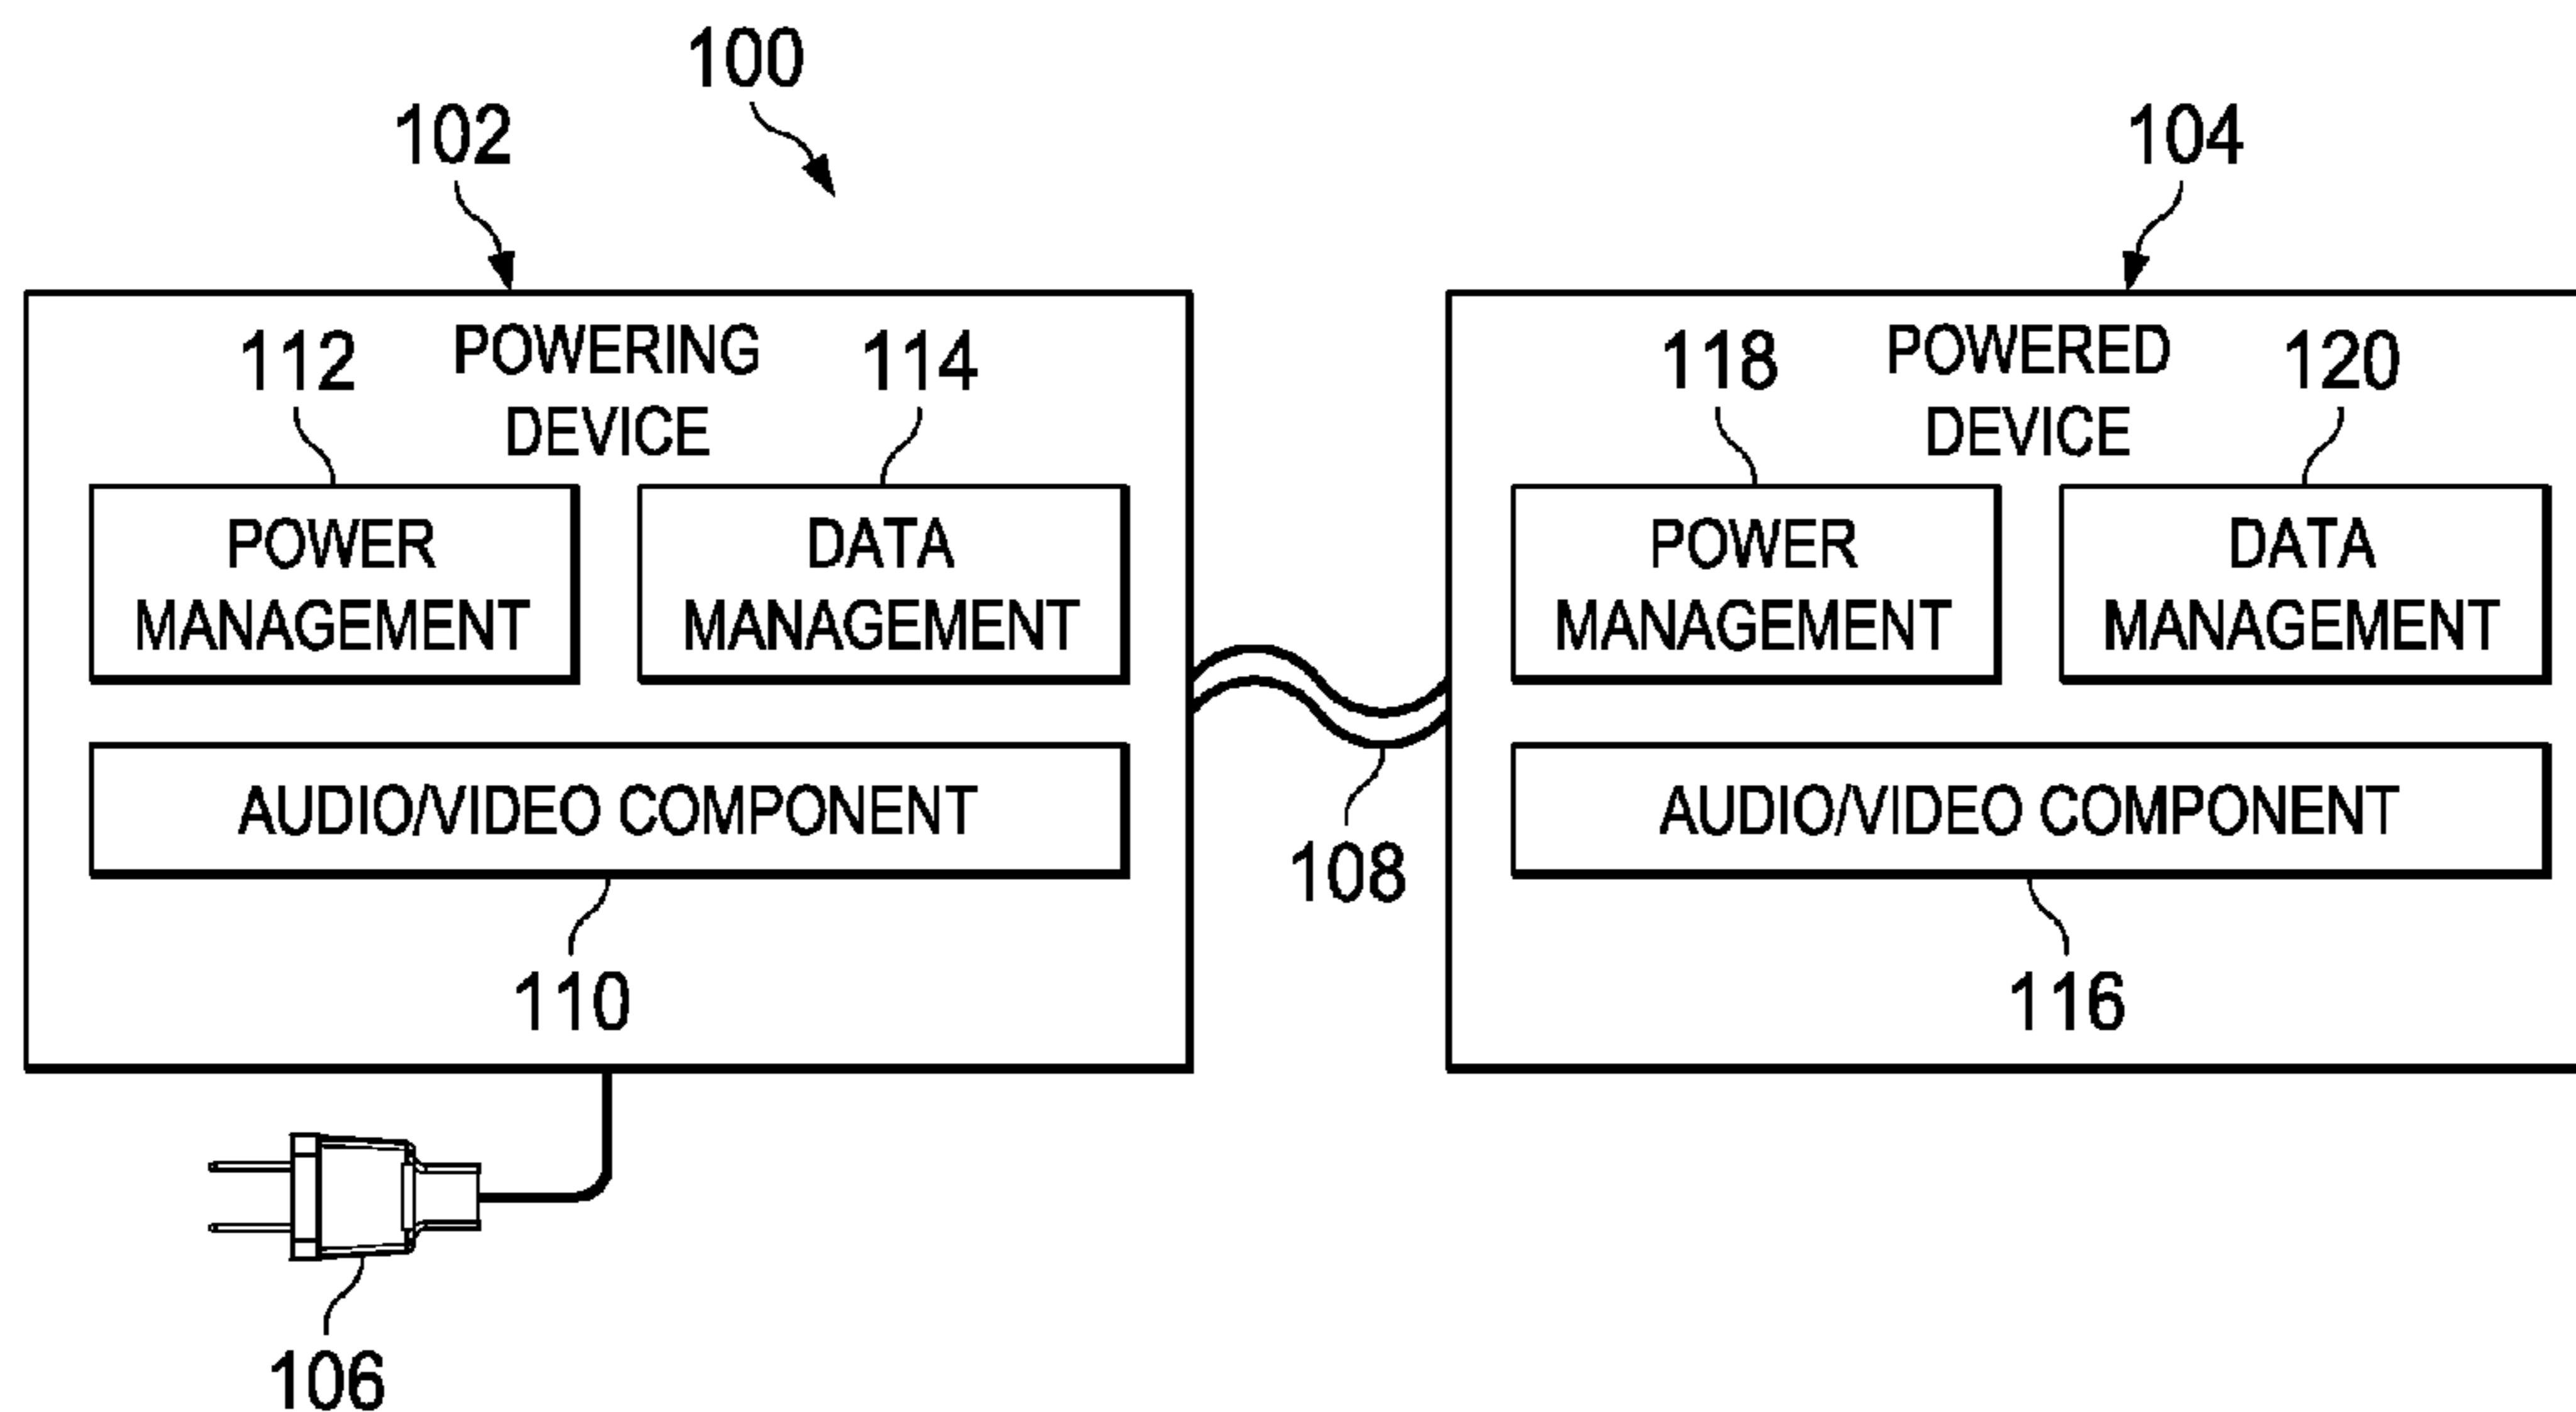 100
102
104
112
POWERING
DEVICE
114
POWER
MANAGEMENT
DATA
MANAGEMENT
AUDIO/VIDEO COMPONENT
110
106
108
118
POWERED
DEVICE
120
POWER
MANAGEMENT
DATA
MANAGEMENT
AUDIO/VIDEO COMPONENT
116